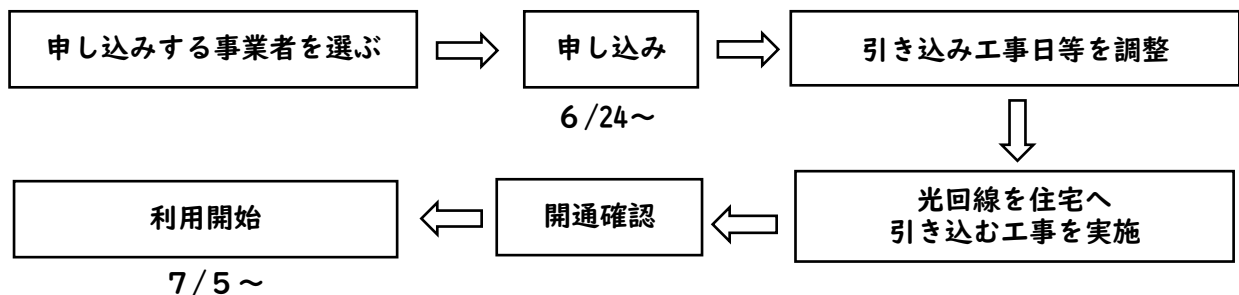 申し込みする事業者を選ぶ
申し込み
6/24～
引き込み工事日等を調整
光回線を住宅へ
引き込む工事を実施
開通確認
利用開始
7/5～